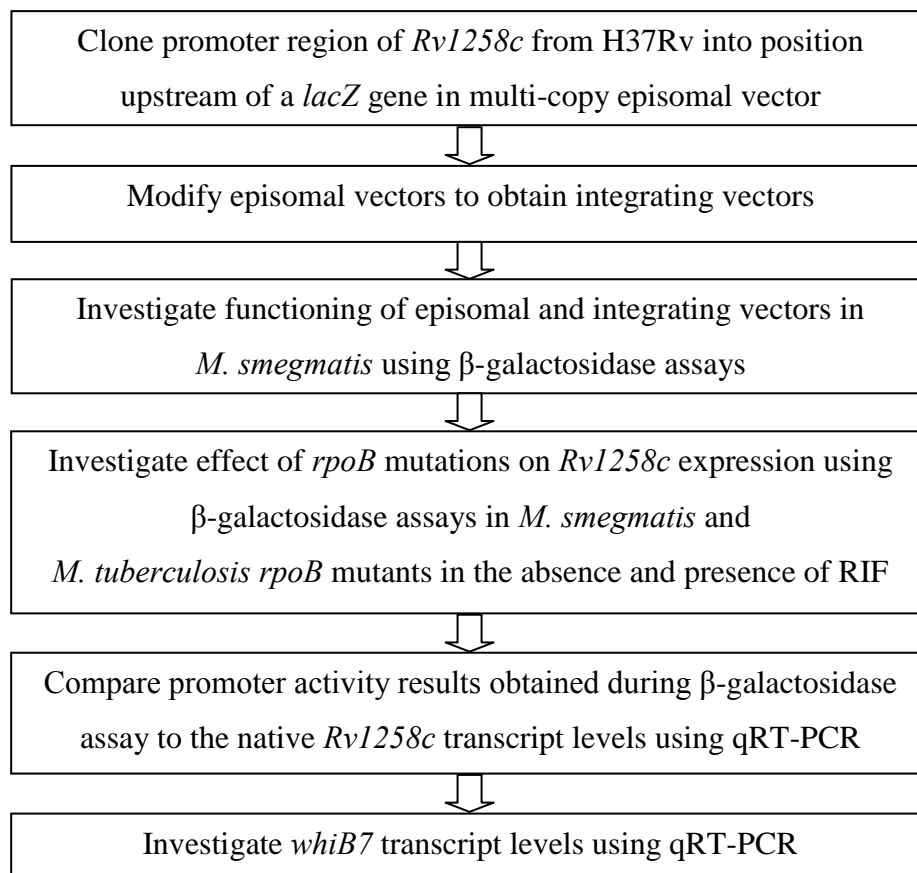 Clone promoter region of Rv1258c from H37Rv into position
upstream of a lacZ gene in multi-copy episomal vector
Modify episomal vectors to obtain integrating vectors
Investigate functioning of episomal and integrating vectors in
M. smegmatis using β-galactosidase assays
Investigate effect of rpoB mutations on Rv1258c expression using
β-galactosidase assays in M. smegmatis and
M. tuberculosis rpoB mutants in the absence and presence of RIF
Compare promoter activity results obtained during β-galactosidase
assay to the native Rv1258c transcript levels using qRT-PCR
Investigate whiB7 transcript levels using qRT-PCR